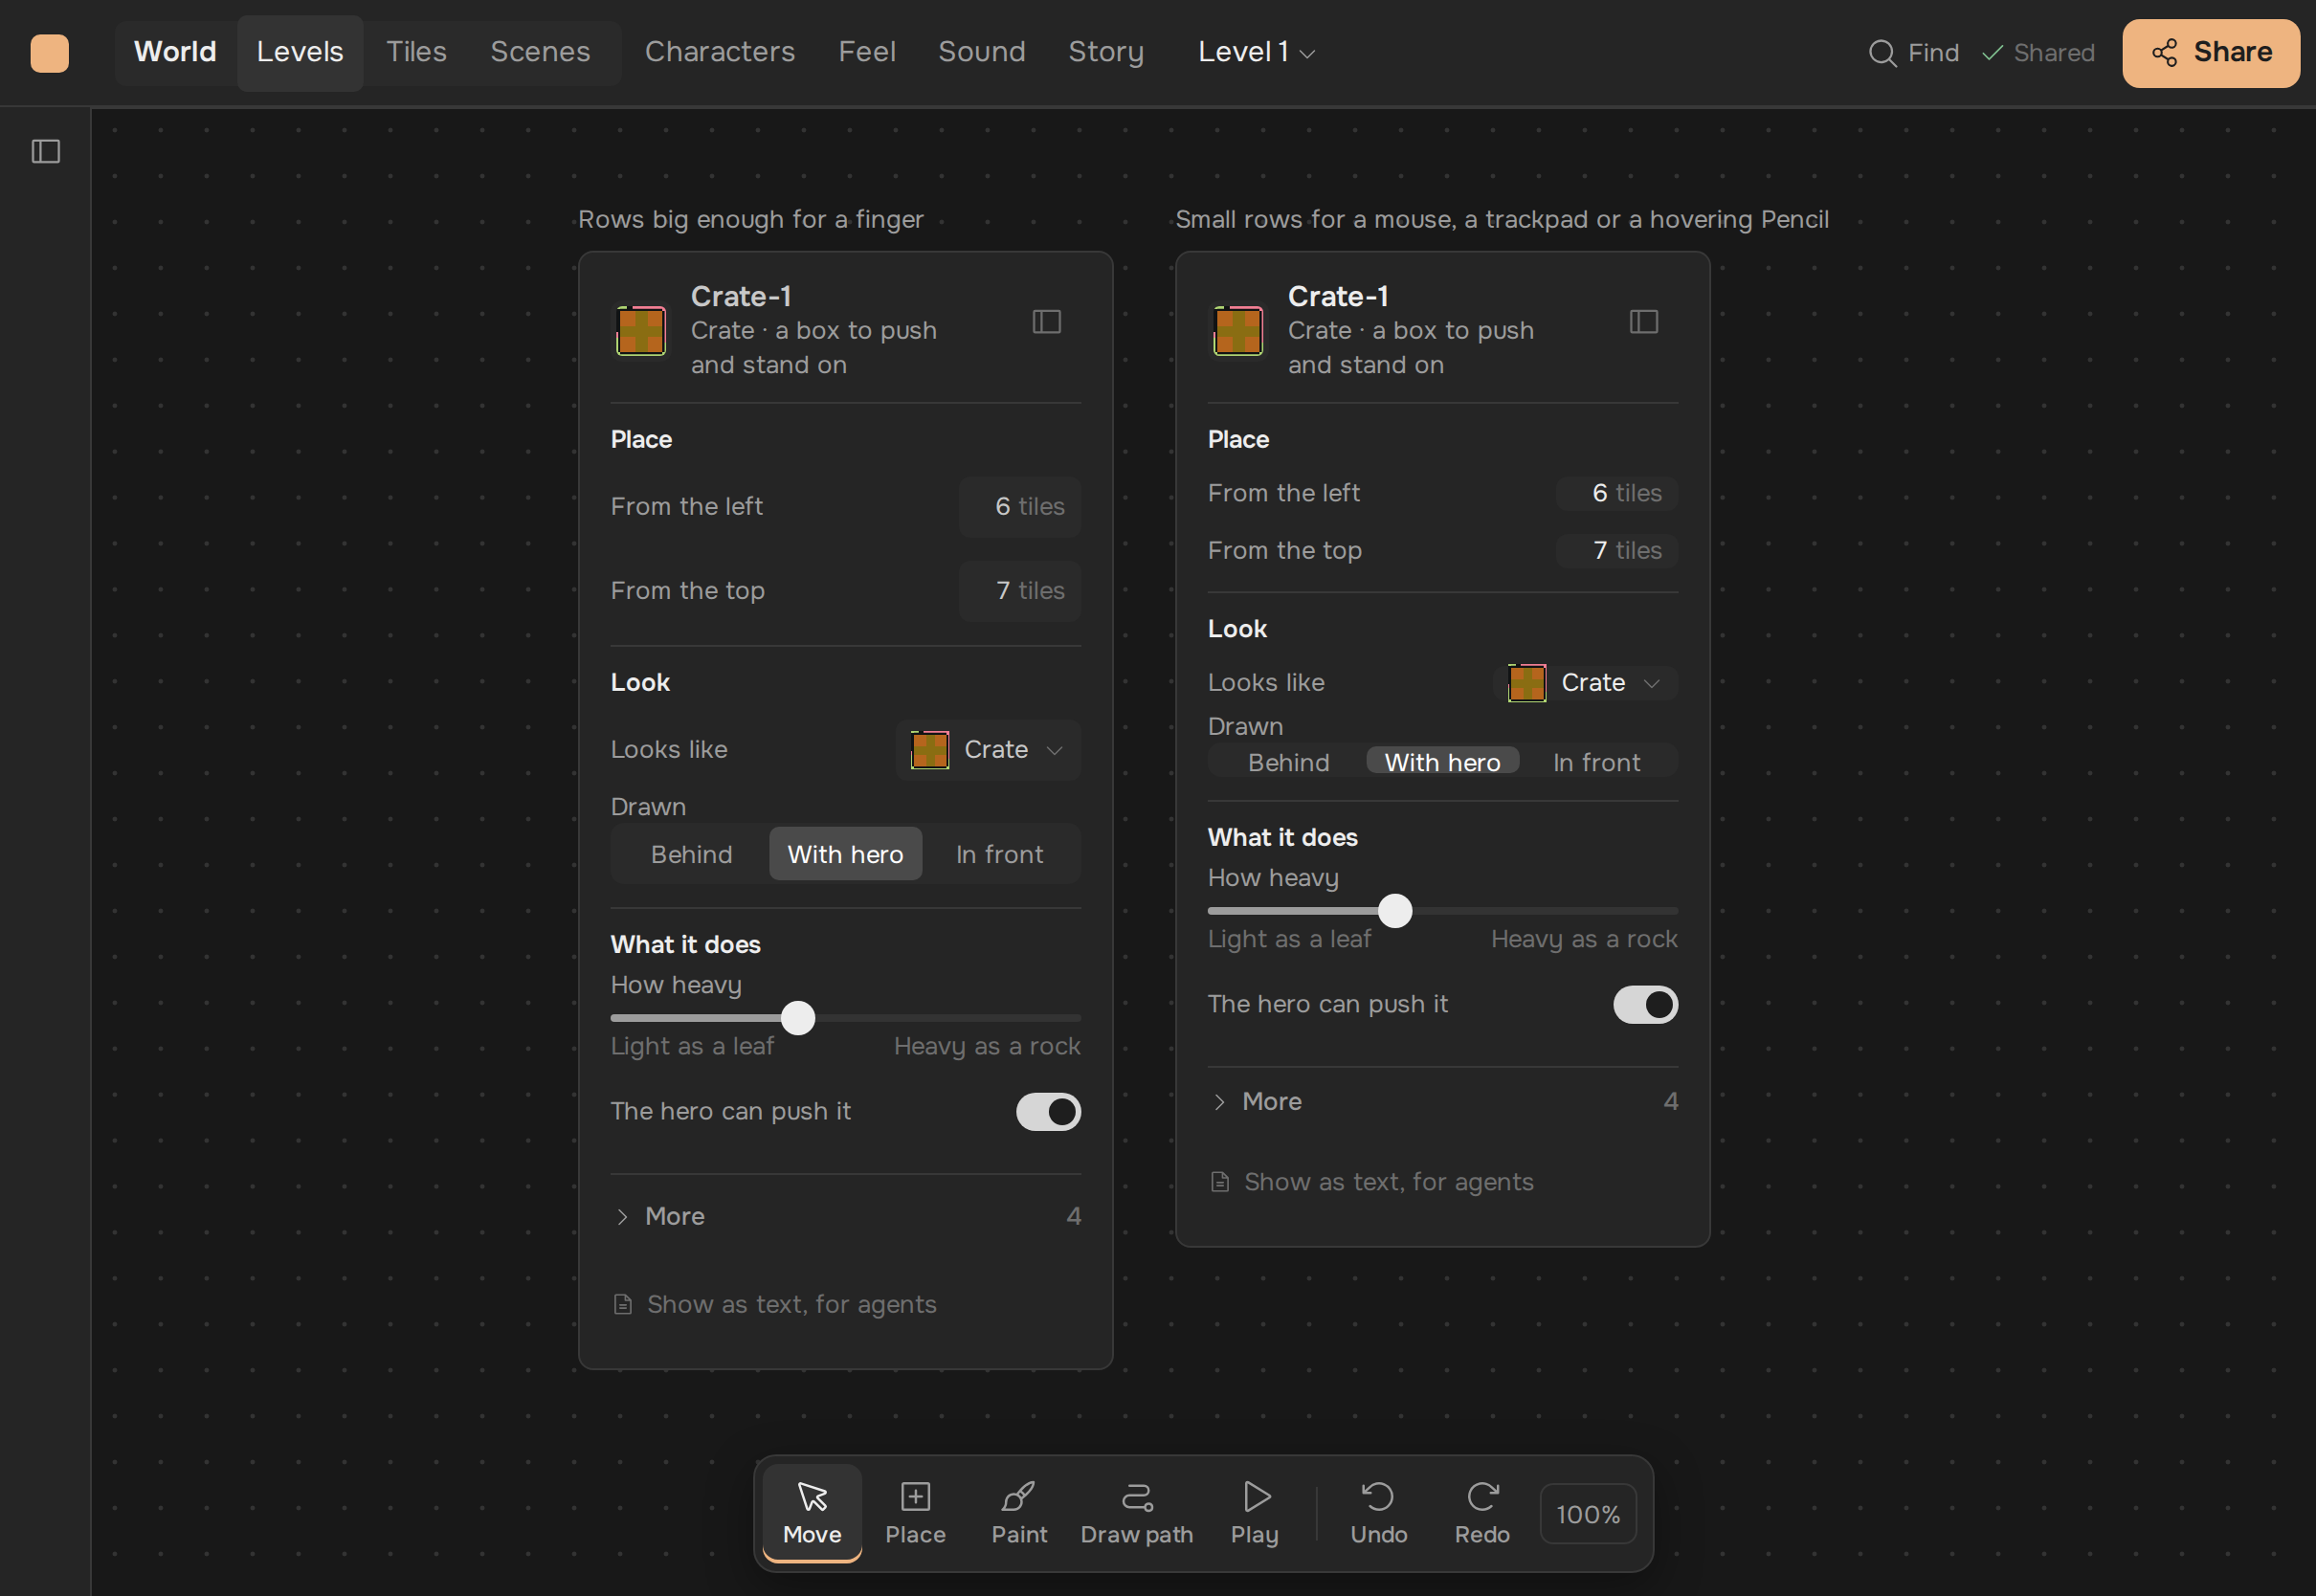 World Levels Tiles Scenes Characters Feel Sound Story Level 1 Find Shared Share
Rows big enough for a finger
Crate-1
Crate · a box to push
and stand on
Place
From the left 6 tiles
From the top 7 tiles
Look
Looks like Crate
Drawn
Behind With hero In front
What it does
How heavy
Light as a leaf Heavy as a rock
The hero can push it
More 4
Show as text, for agents
Small rows for a mouse, a trackpad or a hovering Pencil
Crate-1
Crate · a box to push
and stand on
Place
From the left 6 tiles
From the top 7 tiles
Look
Looks like Crate
Drawn
Behind With hero In front
What it does
How heavy
Light as a leaf Heavy as a rock
The hero can push it
More 4
Show as text, for agents
Move Place Paint Draw path Play Undo Redo 100%